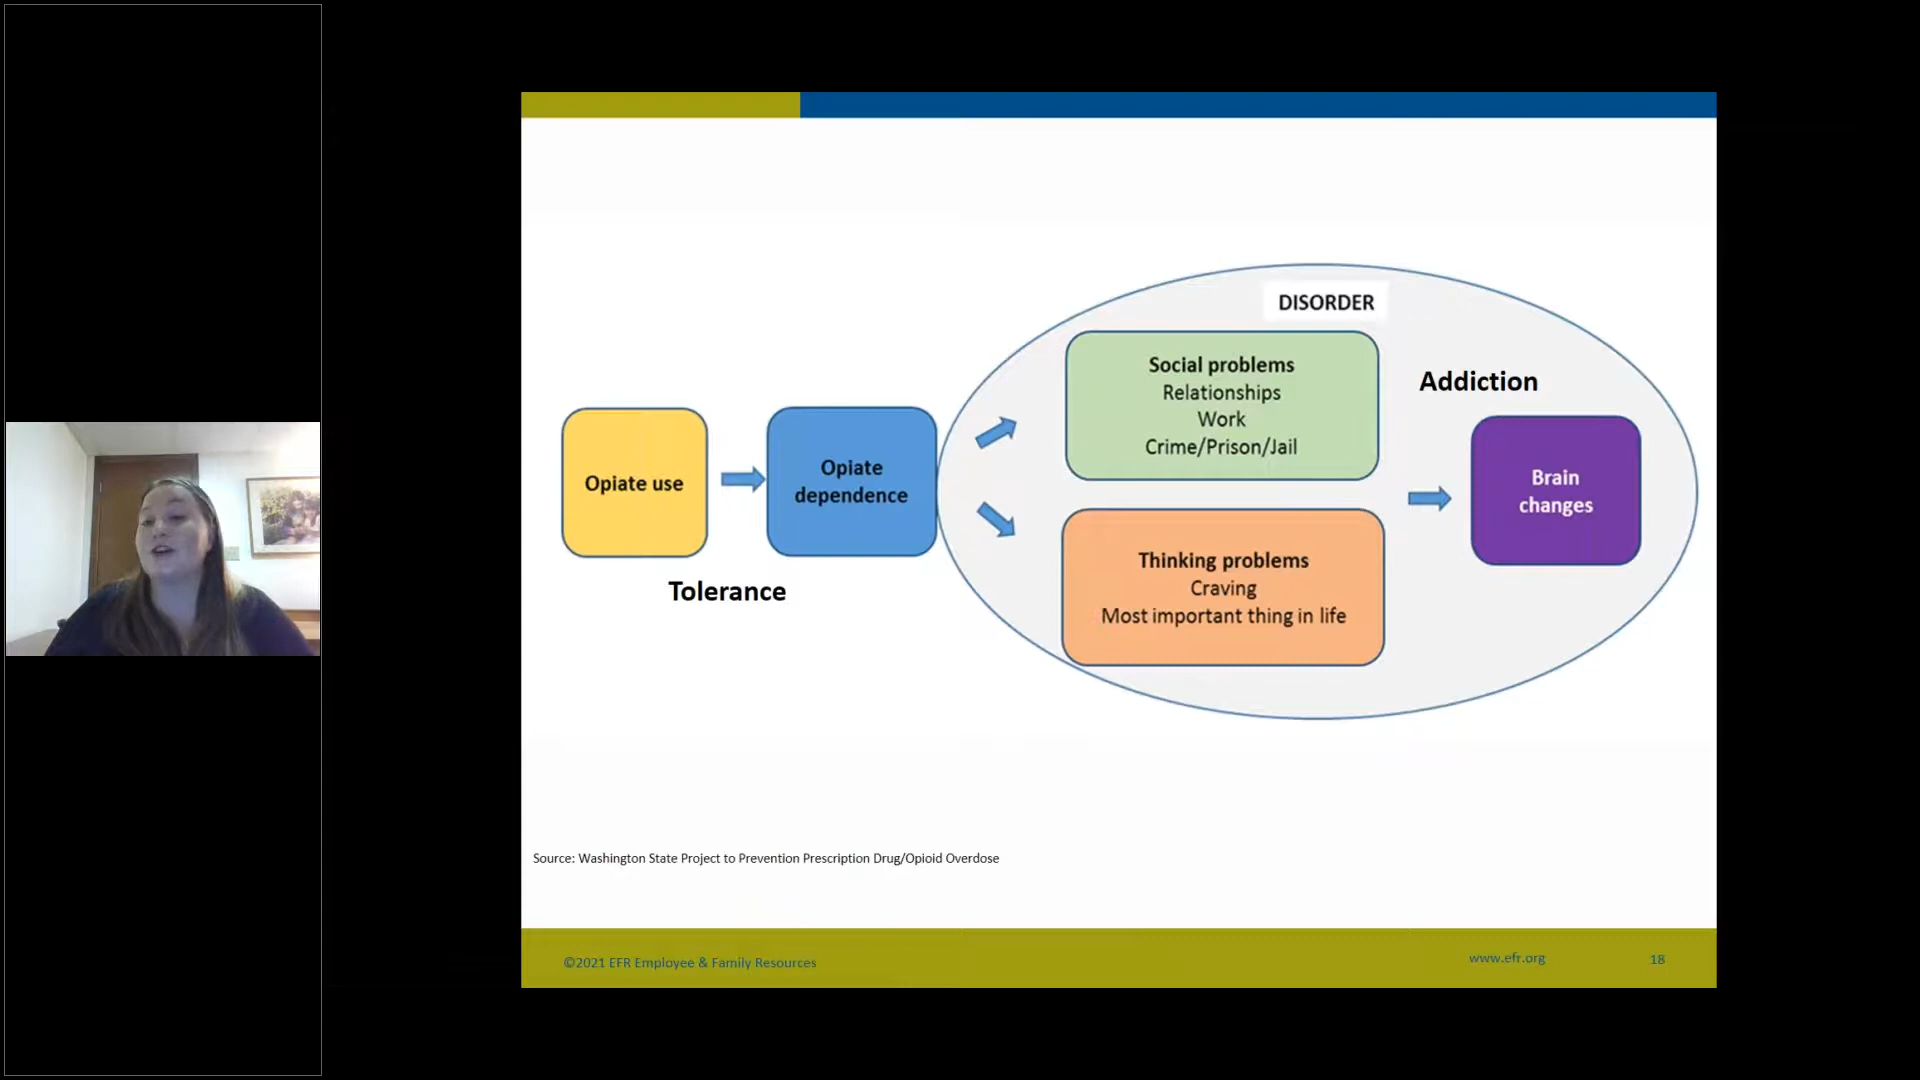 DISORDER
Social problems
Relationships
Work
Crime/Prison/Jail
Addiction
Opiate use
Opiate
dependence
Brain
changes
Tolerance
Thinking problems
Craving
Most important thing in life
Source: Washington State Project to Prevention Prescription Drug/Opioid Overdose
©2021 EFR Employee & Family Resources
www.efr.org
18